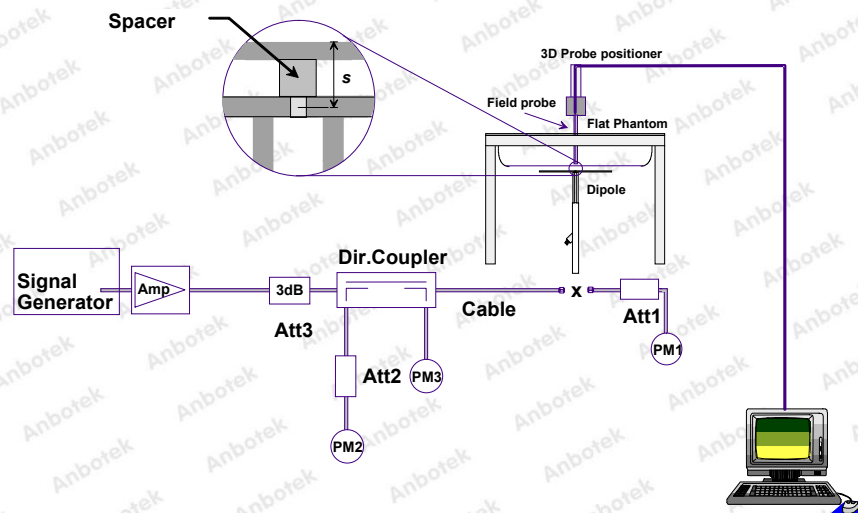 Spacer
s
3D Probe positioner
Field probe
Flat Phantom
Dipole
Dir.Coupler
Signal
Generator
Amp
3dB
Att3
Cable
x
Att1
PM1
Att2
PM3
PM2
Anbotek